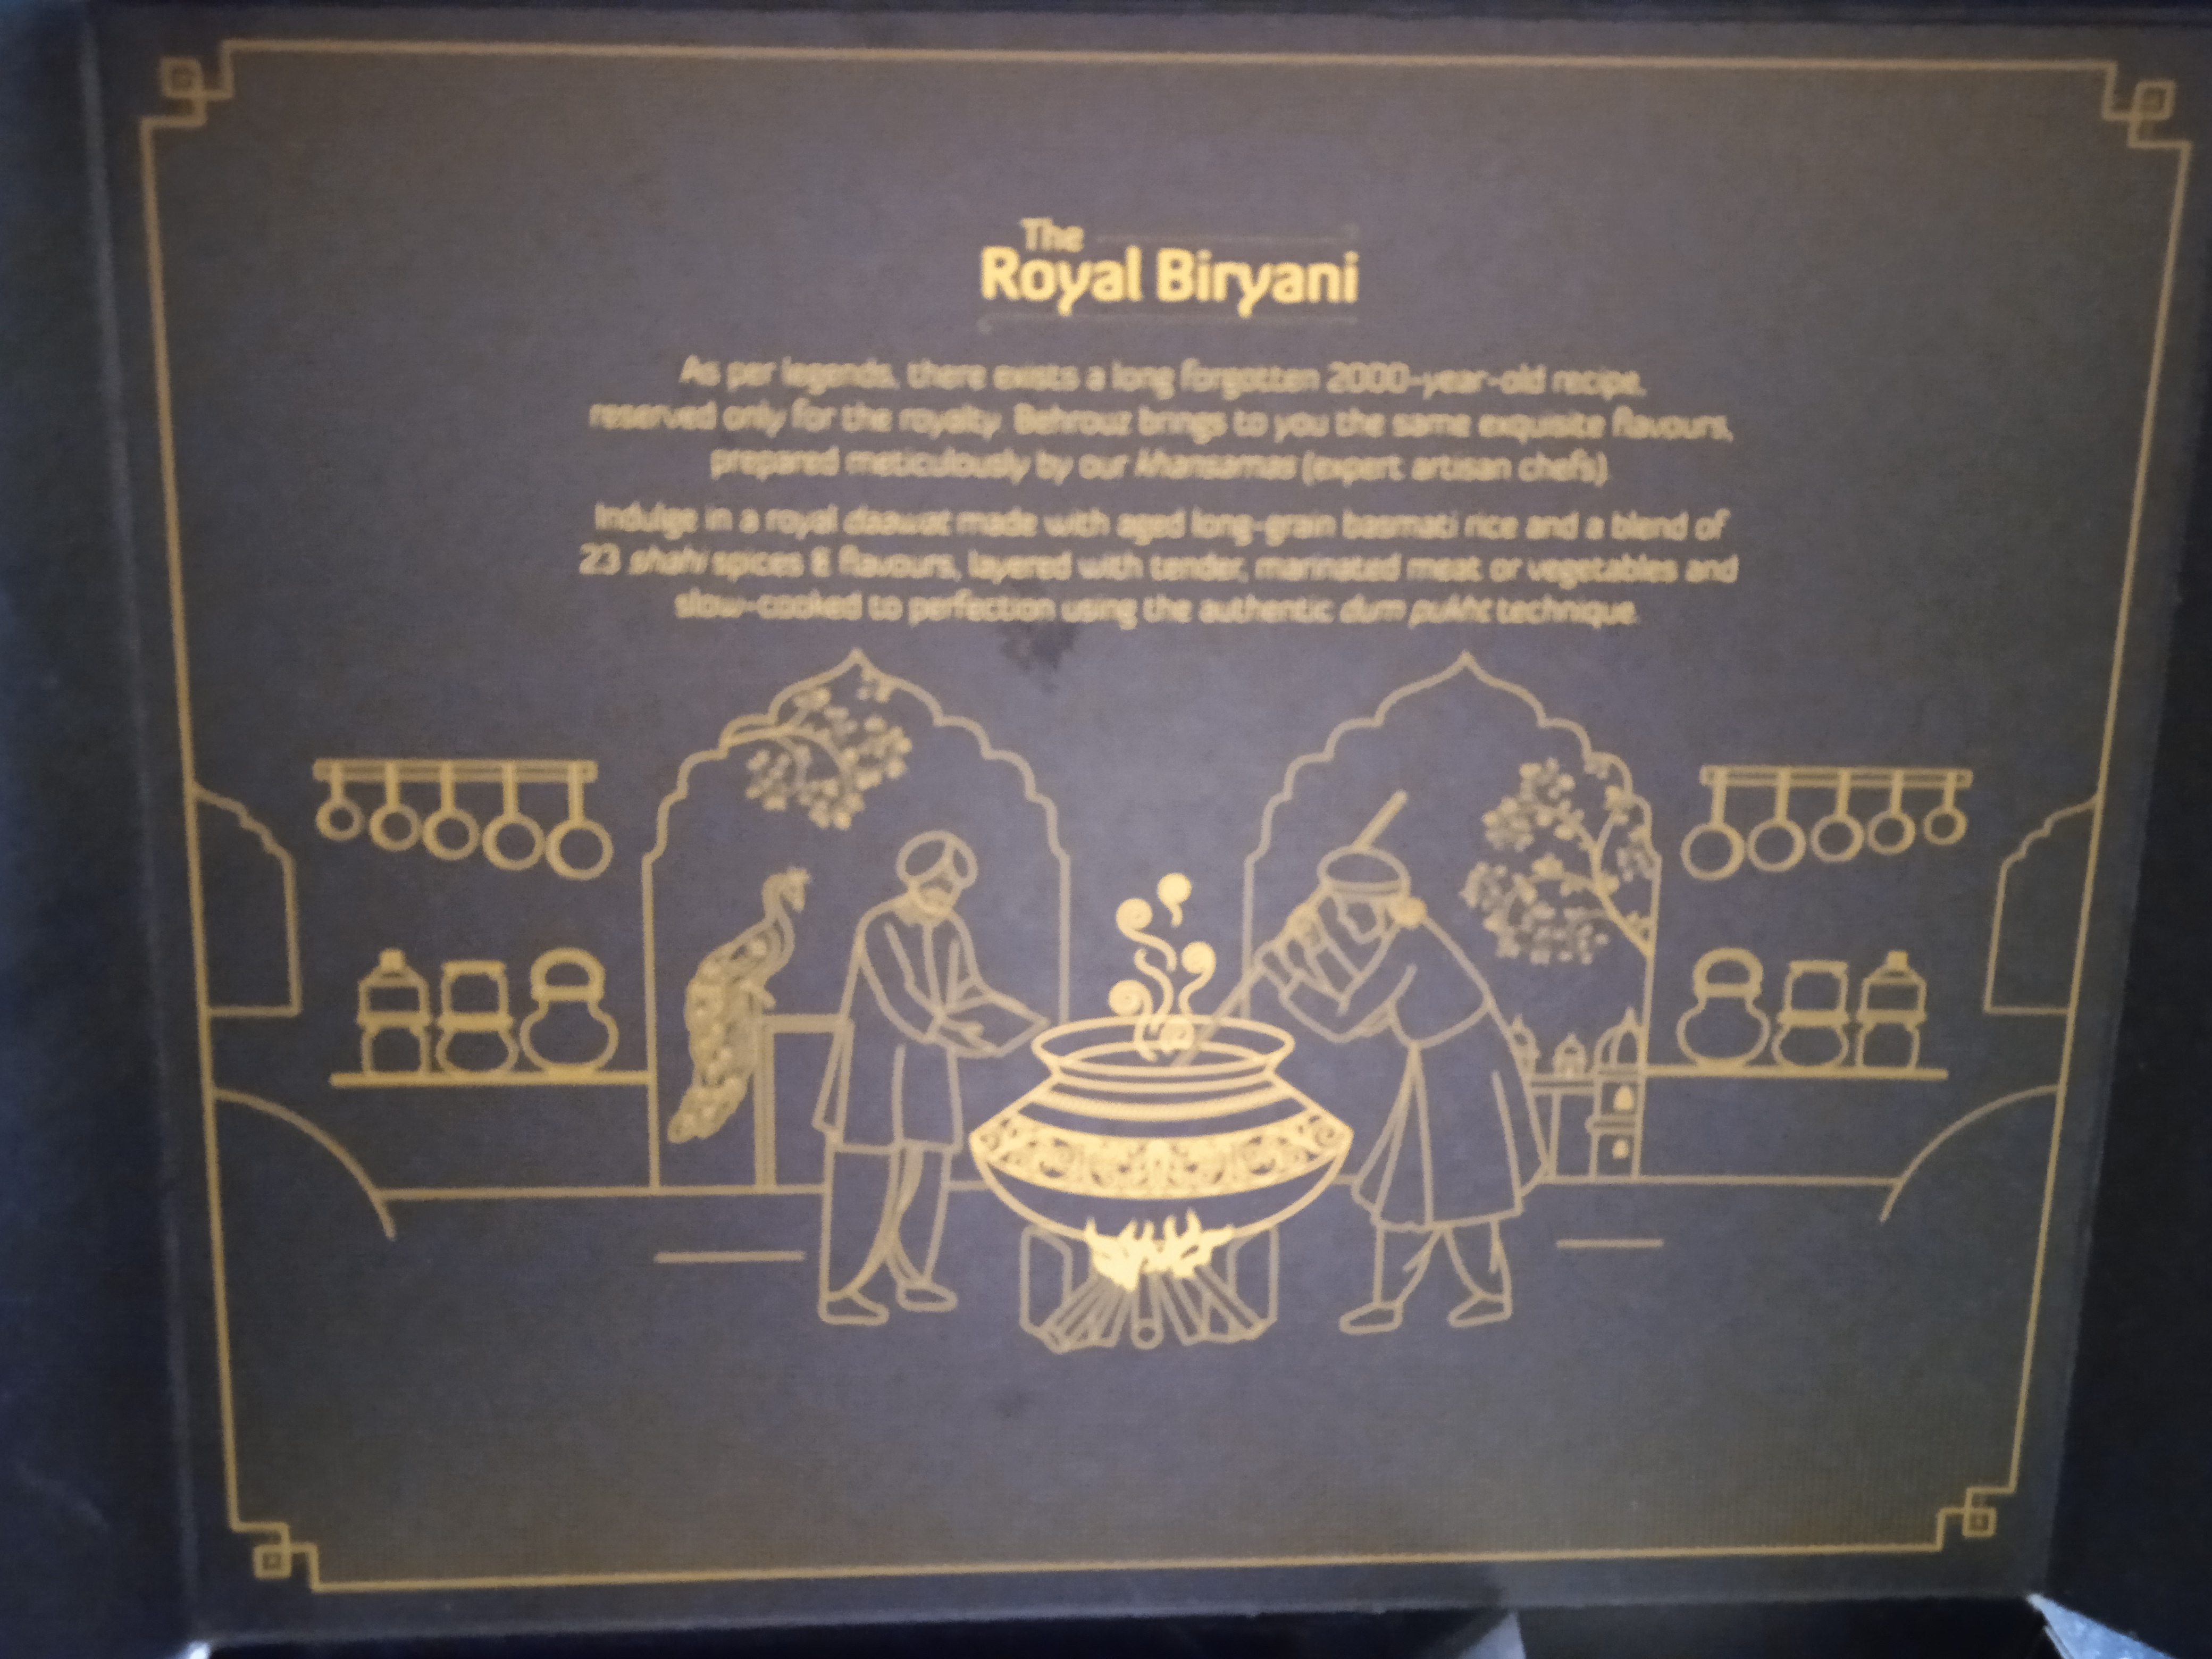 The
Royal Biryani
As per legends, there exists a long forgotten 2000-year-old recipe,
reserved only for the royalty. Behrouz brings to you the same exquisite flavours,
prepared meticulously by our khansamas (expert artisan chefs).
Indulge in a royal daawat made with aged long-grain basmati rice and a blend of
23 shahi spices & flavours, layered with tender, marinated meat or vegetables and
slow-cooked to perfection using the authentic dum pukht technique.